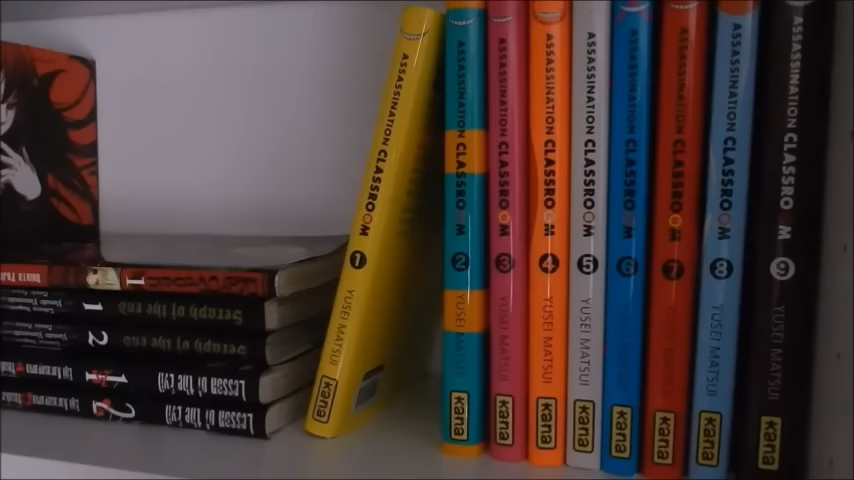 ASSASSINATION CLASSROOM 1 YUSEI MATSUI kana
ASSASSINATION CLASSROOM 2 YUSEI MATSUI kana
ASSASSINATION CLASSROOM 3 YUSEI MATSUI kana
ASSASSINATION CLASSROOM 4 YUSEI MATSUI kana
ASSASSINATION CLASSROOM 5 YUSEI MATSUI kana
ASSASSINATION CLASSROOM 6 kana
ASSASSINATION CLASSROOM 7 kana
ASSASSINATION CLASSROOM 8 YUSEI MATSUI kana
ASSASSINATION CLASSROOM 9 YUSEI MATSUI kana
1
Seraph of the end 1
Seraph of the end 2
Lesson of the evil 1
Lesson of the evil 2